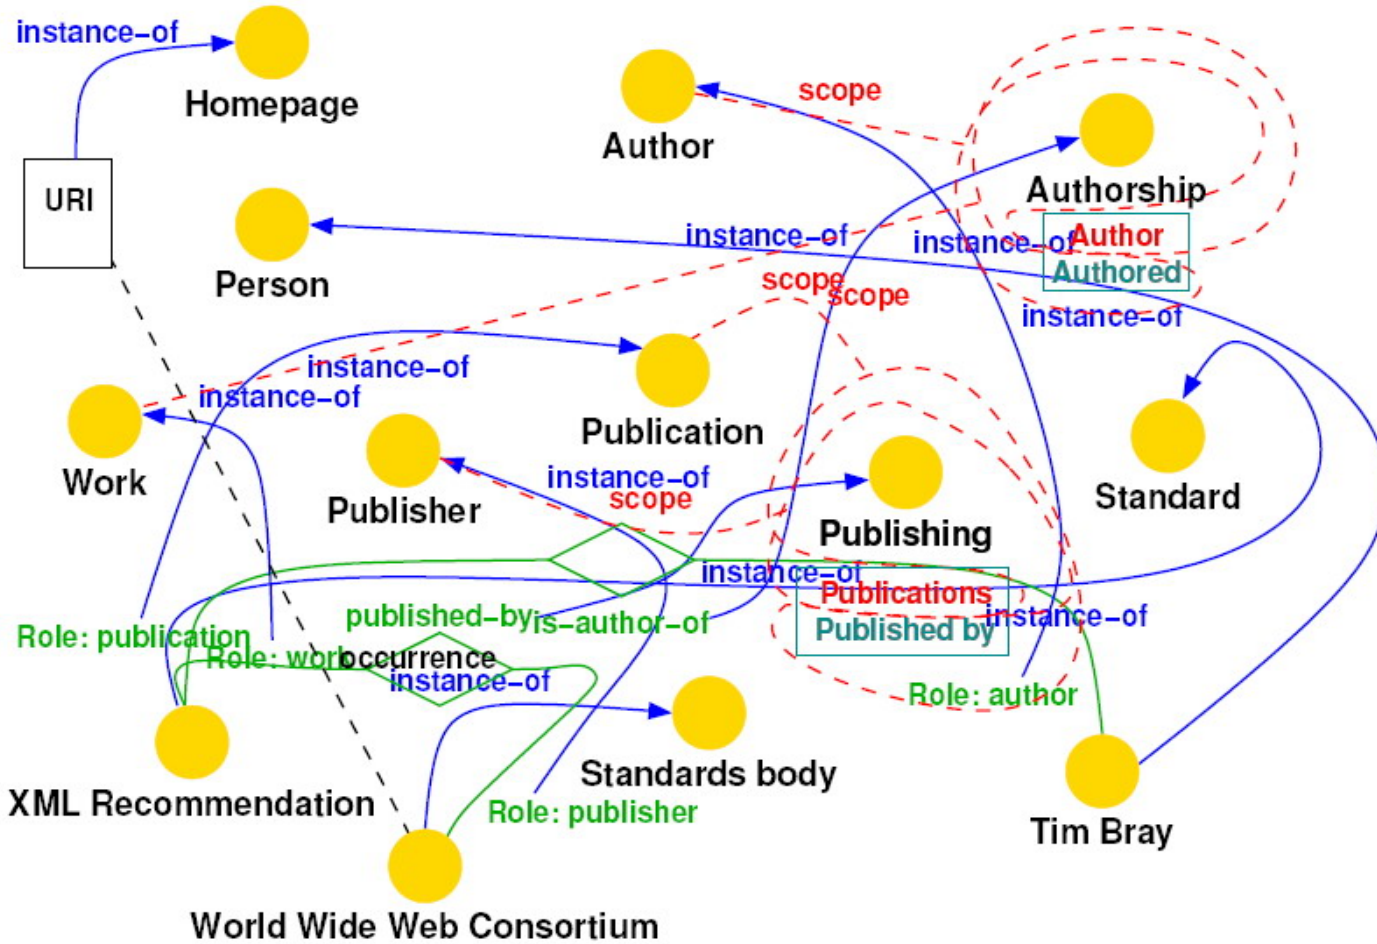 instance-of
Homepage
Author
scope
Authorship
URI
Person
instance-of
instance-of
Author
Authored
scope
scope
instance-of
instance-of
instance-of
Work
Publisher
Publication
instance-of
scope
Publishing
Standard
instance-of
Publications
instance-of
Published by
published-by
is-author-of
Role: publication
Role: work
occurrence
instance-of
Role: author
Standards body
XML Recommendation
Role: publisher
Tim Bray
World Wide Web Consortium